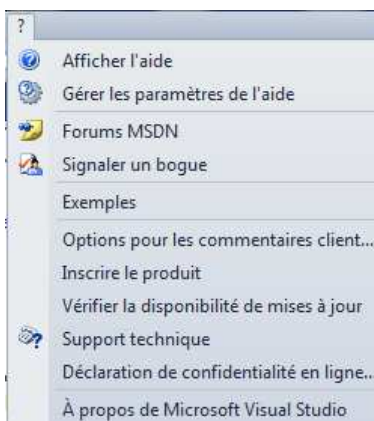 ?
Afficher l'aide
Gérer les paramètres de l'aide
Forums MSDN
Signaler un bogue
Exemples
Options pour les commentaires client...
Inscrire le produit
Vérifier la disponibilité de mises à jour
Support technique
Déclaration de confidentialité en ligne...
À propos de Microsoft Visual Studio